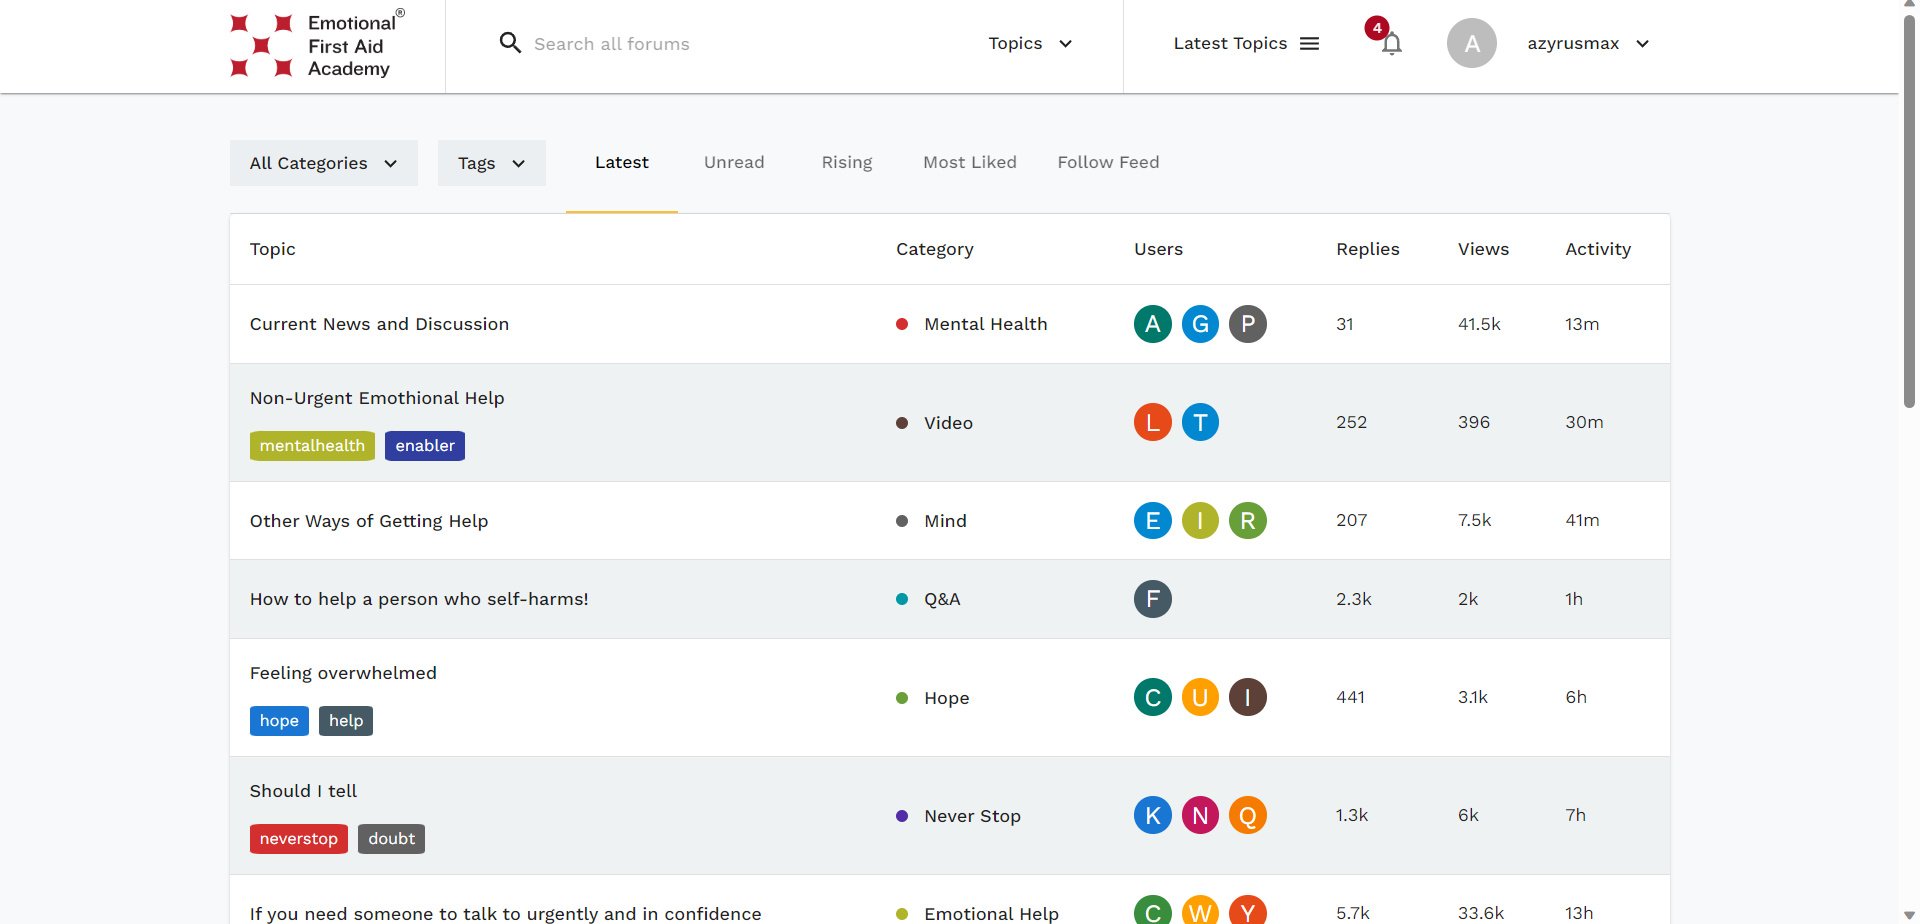 Emotional®
First Aid
Academy
Search all forums
Topics
Latest Topics
4
A
azyrusmax
All Categories
Tags
Latest
Unread
Rising
Most Liked
Follow Feed
Topic Category Users Replies Views Activity
Current News and Discussion Mental Health A G P 31 41.5k 13m
Non-Urgent Emothional Help
mentalhealth enabler
Video L T 252 396 30m
Other Ways of Getting Help Mind E I R 207 7.5k 41m
How to help a person who self-harms! Q&A F 2.3k 2k 1h
Feeling overwhelmed
hope help
Hope C U I 441 3.1k 6h
Should I tell
neverstop doubt
Never Stop K N Q 1.3k 6k 7h
If you need someone to talk to urgently and in confidence Emotional Help C W Y 5.7k 33.6k 13h